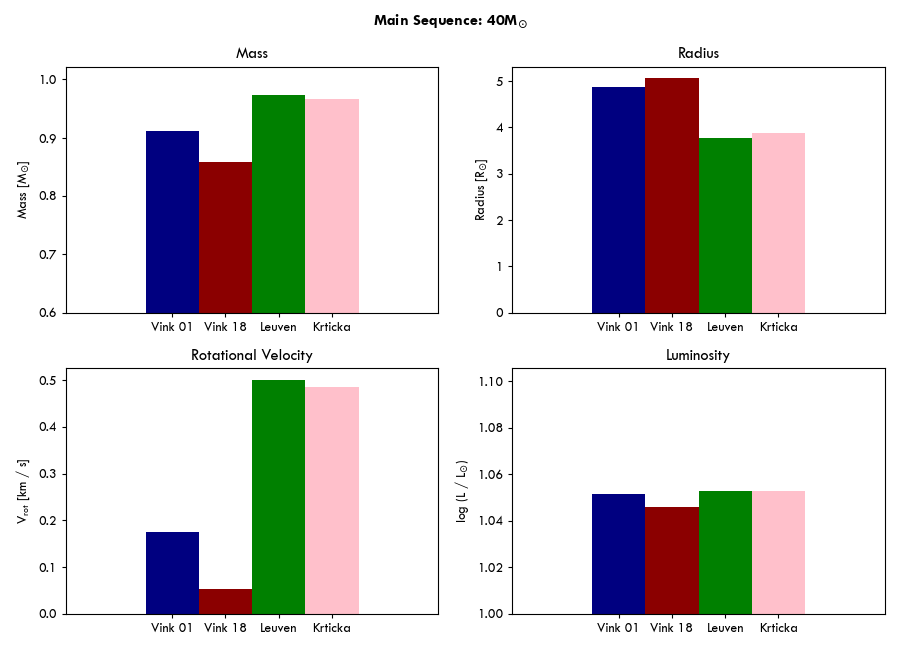 Main Sequence: 40M⊙
Mass
Mass [M⊙]
1.0
0.9
0.8
0.7
0.6
Vink 01 Vink 18 Leuven Krticka
Radius
Radius [R⊙]
5
4
3
2
1
0
Vink 01 Vink 18 Leuven Krticka
Rotational Velocity
Vrot [km / s]
0.5
0.4
0.3
0.2
0.1
0.0
Vink 01 Vink 18 Leuven Krticka
Luminosity
log (L / L⊙)
1.10
1.08
1.06
1.04
1.02
1.00
Vink 01 Vink 18 Leuven Krticka